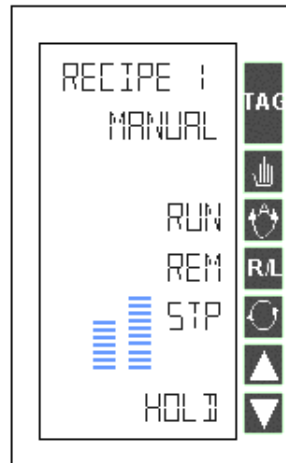 RECIPE 1
TAG
MANUAL
RUN
REM
R/L
STP
HOLD